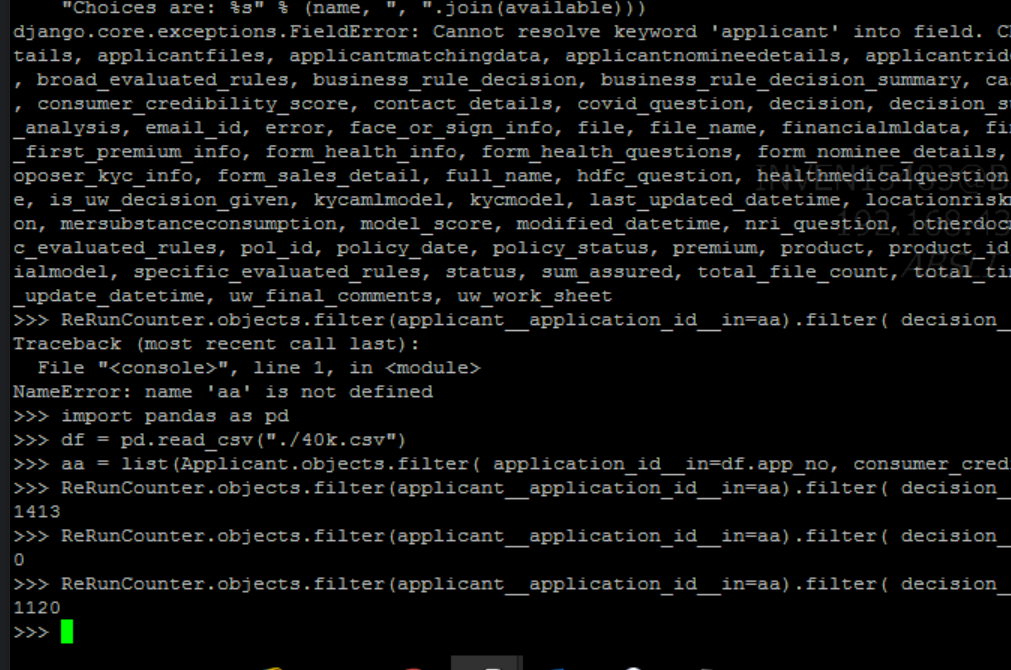 "Choices are: %s" % (name, ", ".join(available)))
django.core.exceptions.FieldError: Cannot resolve keyword 'applicant' into field.
tails, applicantfiles, applicantmatchingdata, applicantnomineedetails,
, broad_evaluated_rules, business_rule_decision, business_rule_decision_summary,
, consumer_credibility_score, contact_details, covid_question, decision,
_analysis, email_id, error, face_or_sign_info, file, file_name, financialmldata,
_first_premium_info, form_health_info, form_health_questions, form_nominee_details,
oposer_kyc_info, form_sales_detail, full_name, hdfc_question, healthmedicalquestion
e, is_uw_decision_given, kycamlmodel, kycmodel, last_updated_datetime, locationrisk
on, mersubstanceconsumption, model_score, modified_datetime, nri_question, otherdoc
c_evaluated_rules, pol_id, policy_date, policy_status, premium, product, product_id
ialmodel, specific_evaluated_rules, status, sum_assured, total_file_count,
_update_datetime, uw_final_comments, uw_work_sheet
>>> ReRunCounter.objects.filter(applicant__application_id__in=aa).filter( decision_
Traceback (most recent call last):
File "<console>", line 1, in <module>
NameError: name 'aa' is not defined
>>> import pandas as pd
>>> df = pd.read_csv("./40k.csv")
>>> aa = list(Applicant.objects.filter( application_id__in=df.app_no, consumer_cred
>>> ReRunCounter.objects.filter(applicant__application_id__in=aa).filter( decision_
1413
>>> ReRunCounter.objects.filter(applicant__application_id__in=aa).filter( decision_
0
>>> ReRunCounter.objects.filter(applicant__application_id__in=aa).filter( decision_
1120
>>>